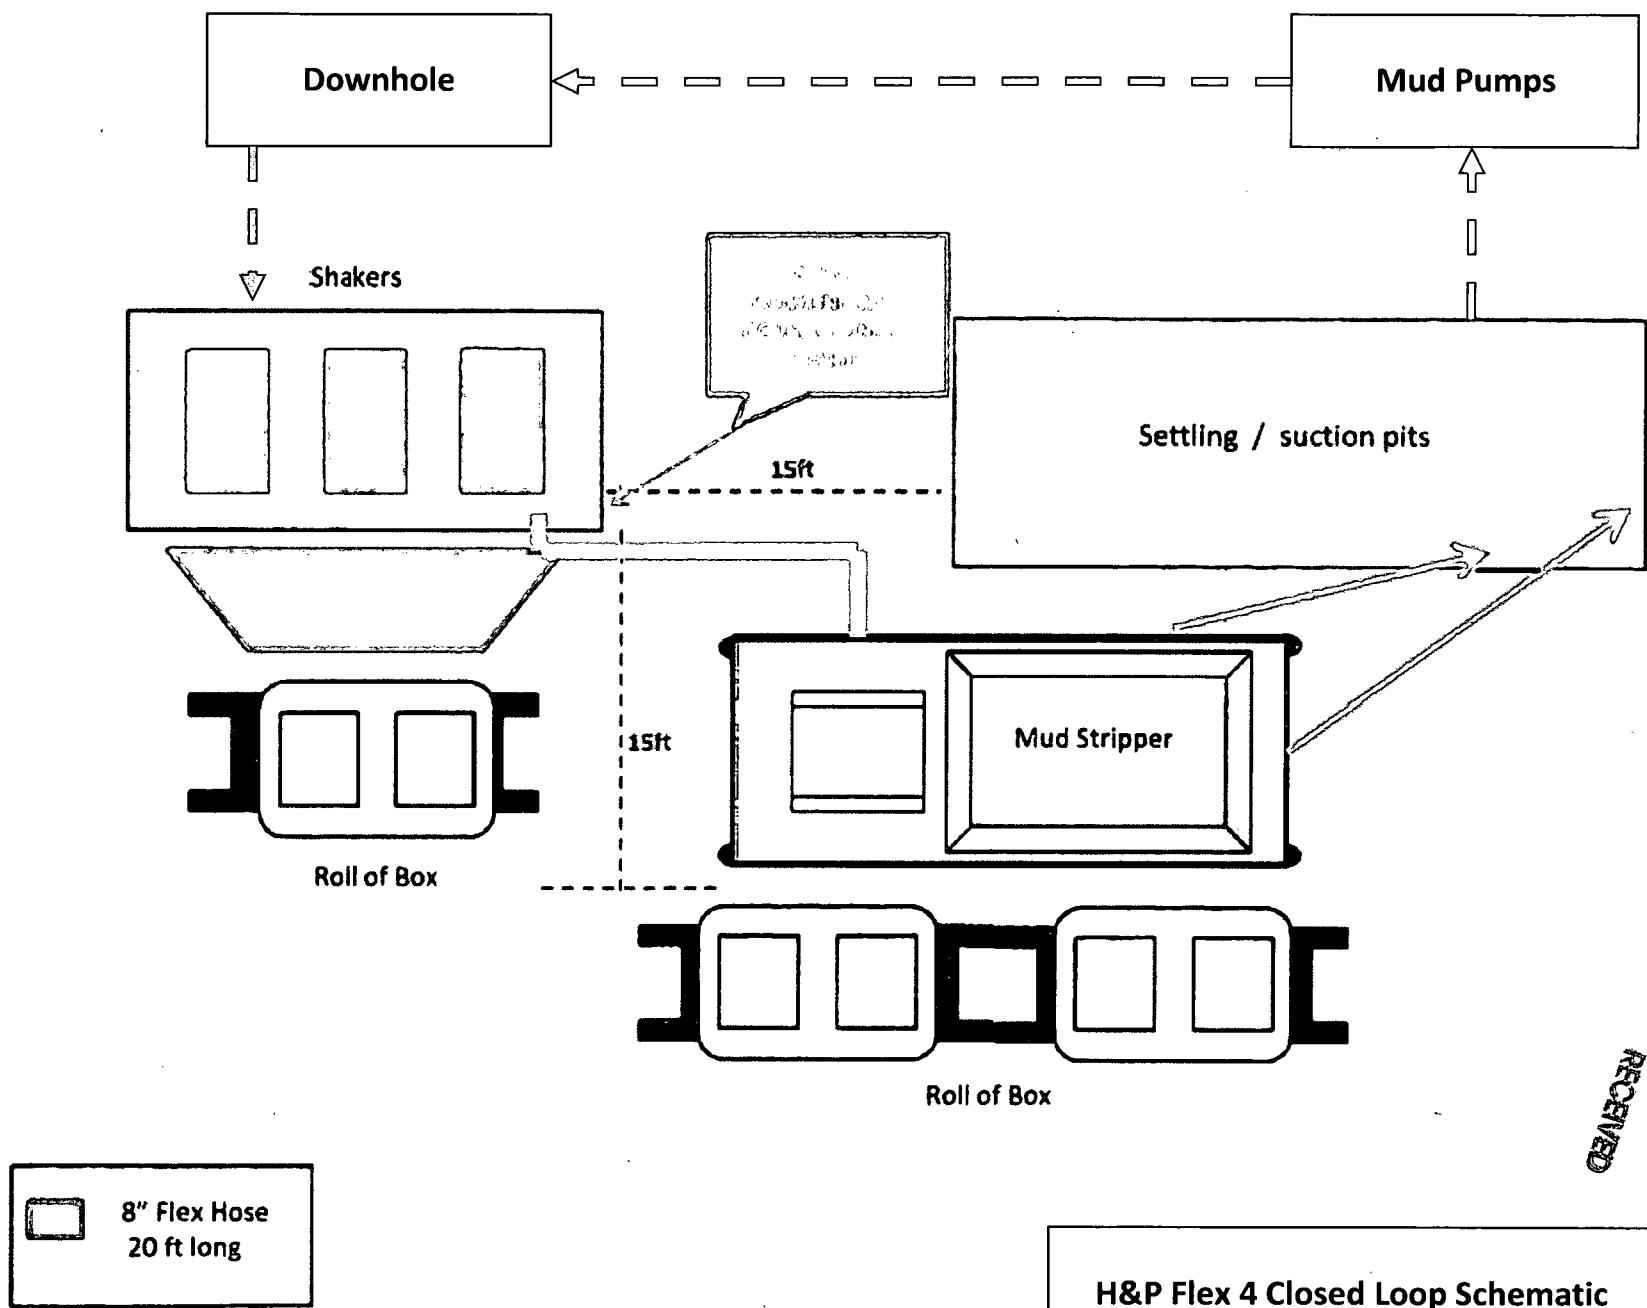 Downhole
Mud Pumps
Shakers
Settling / suction pits
15ft
15ft
Mud Stripper
Roll of Box
Roll of Box
RECEIVED
8" Flex Hose
20 ft long
H&P Flex 4 Closed Loop Schematic